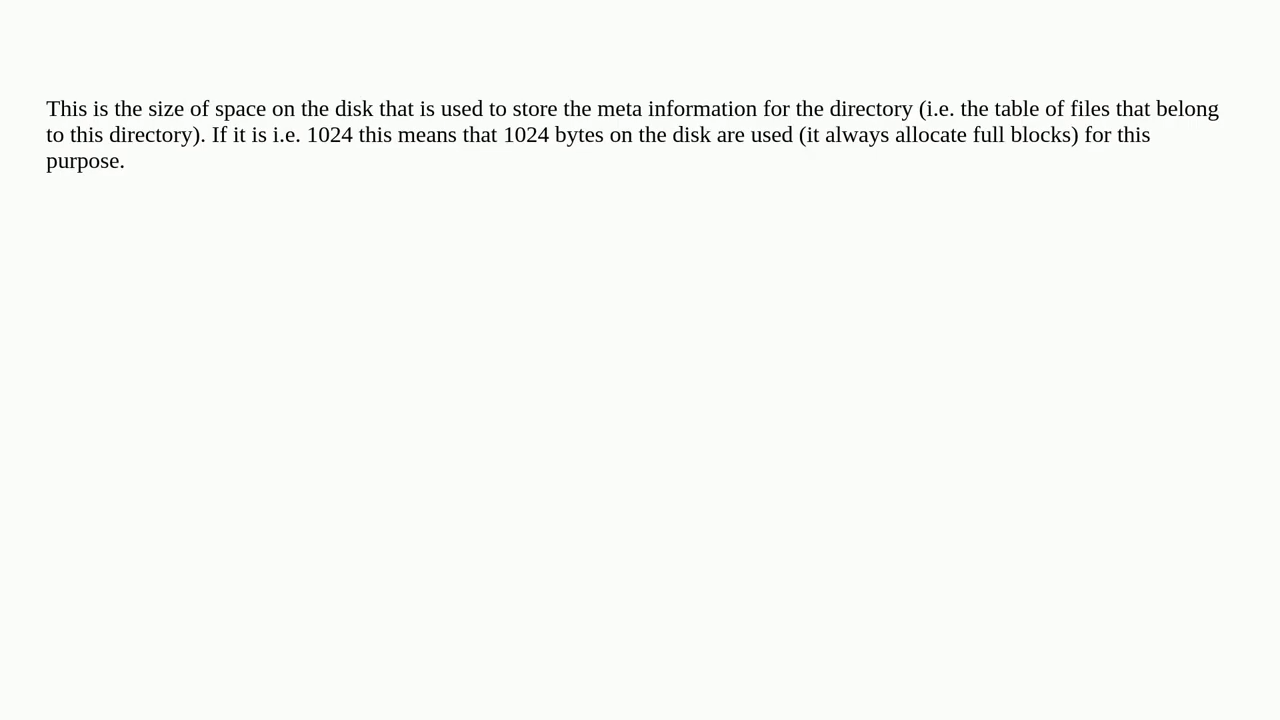 This is the size of space on the disk that is used to store the meta information for the directory (i.e. the table of files that belong
to this directory). If it is i.e. 1024 this means that 1024 bytes on the disk are used (it always allocate full blocks) for this
purpose.